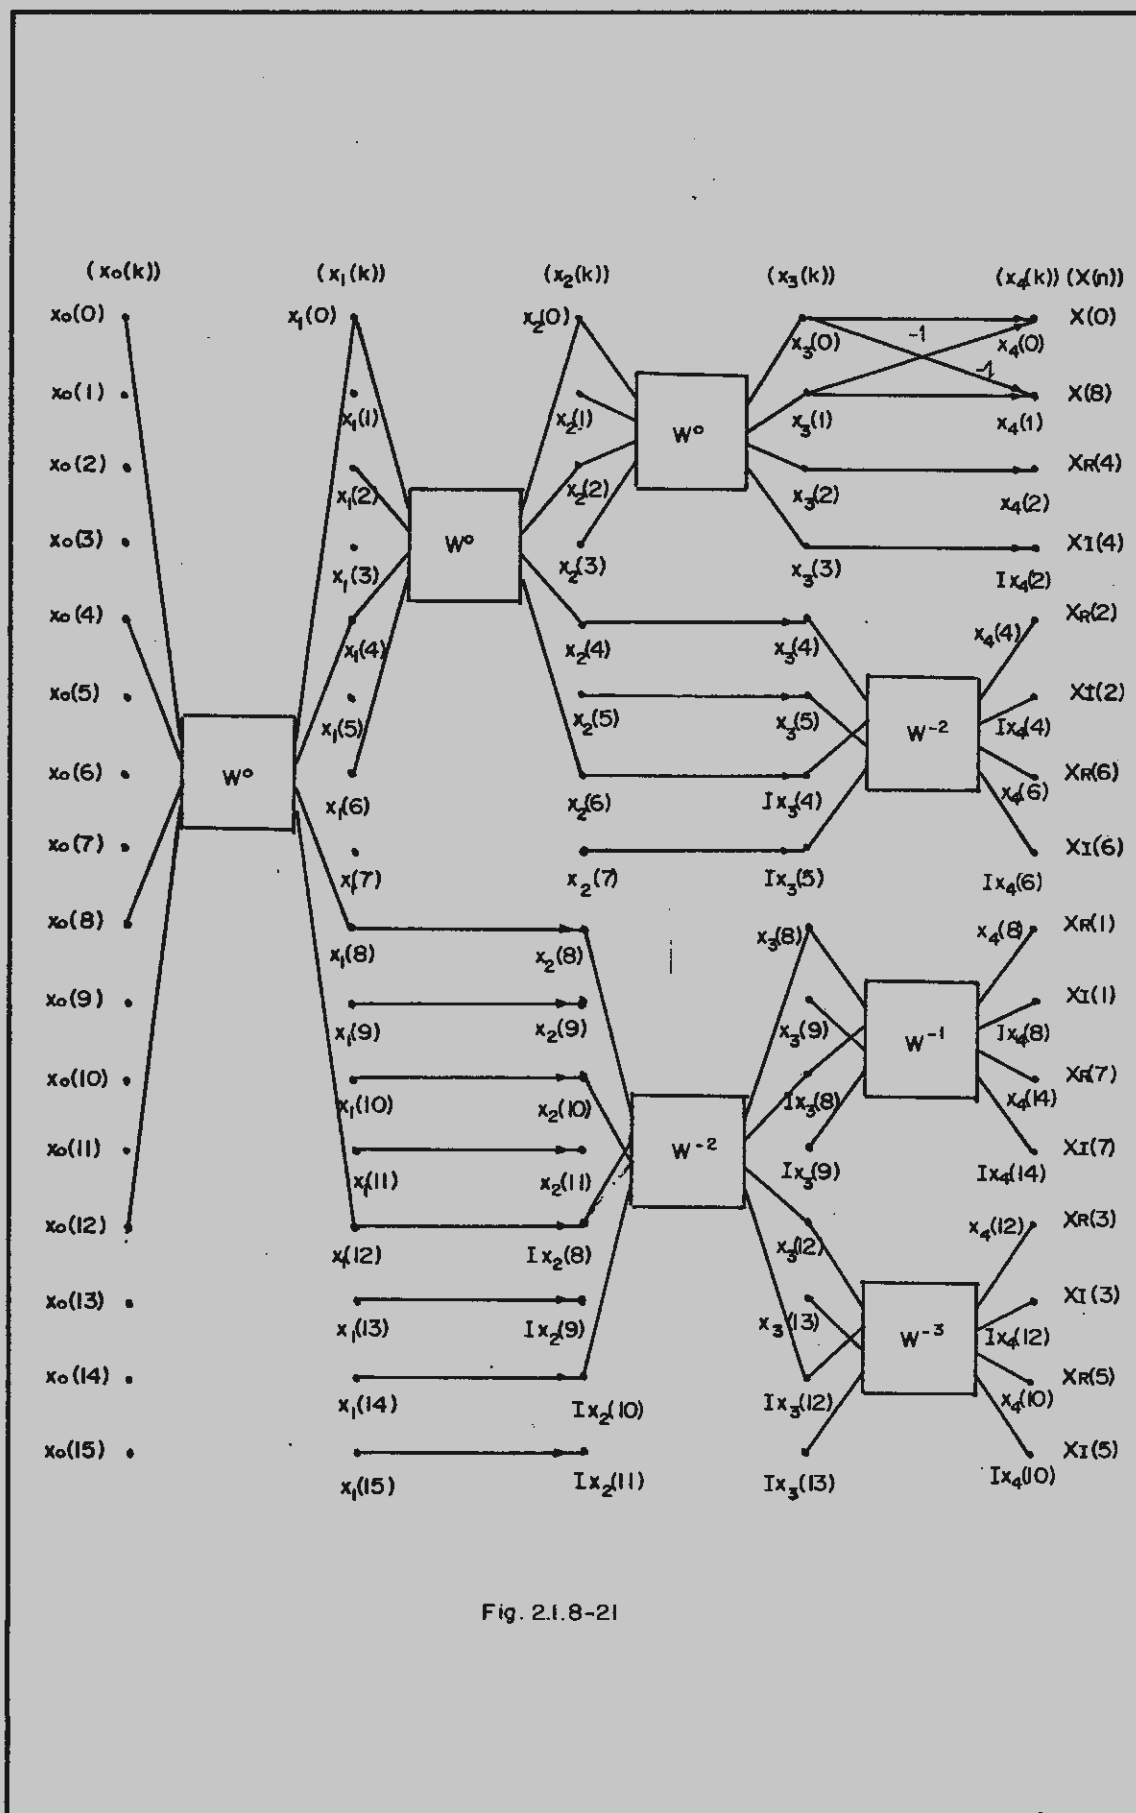 (x₀(k)) (x₁(k)) (x₂(k)) (x₃(k)) (x₄(k)) (X(n))
x₀(0) x₁(0) x₂(0) x₃(0) -1 x₄(0) X(0)
x₀(1) x₁(1) x₂(1) W⁰ x₃(1) -1 x₄(1) X(8)
x₀(2) x₁(2) x₂(2) x₃(2) x₄(2) XR(4)
x₀(3) x₁(3) W⁰ x₂(3) x₃(3) Ix₄(2) XI(4)
x₀(4) x₁(4) x₂(4) x₃(4) x₄(4) XR(2)
x₀(5) x₁(5) x₂(5) x₃(5) W⁻² Ix₄(4) XI(2)
x₀(6) W⁰ x₁(6) x₂(6) Ix₃(4) x₄(6) XR(6)
x₀(7) x₁(7) x₂(7) Ix₃(5) Ix₄(6) XI(6)
x₀(8) x₁(8) x₂(8) x₃(8) x₄(8) XR(1)
x₀(9) x₁(9) x₂(9) x₃(9) W⁻¹ Ix₄(8) XI(1)
x₀(10) x₁(10) x₂(10) Ix₃(8) x₄(14) XR(7)
x₀(11) x₁(11) x₂(11) W⁻² Ix₃(9) Ix₄(14) XI(7)
x₀(12) x₁(12) Ix₂(8) x₃(12) x₄(12) XR(3)
x₀(13) x₁(13) Ix₂(9) x₃(13) W⁻³ Ix₄(12) XI(3)
x₀(14) x₁(14) Ix₂(10) Ix₃(12) x₄(10) XR(5)
x₀(15) x₁(15) Ix₂(11) Ix₃(13) Ix₄(10) XI(5)
Fig. 2.1.8-21